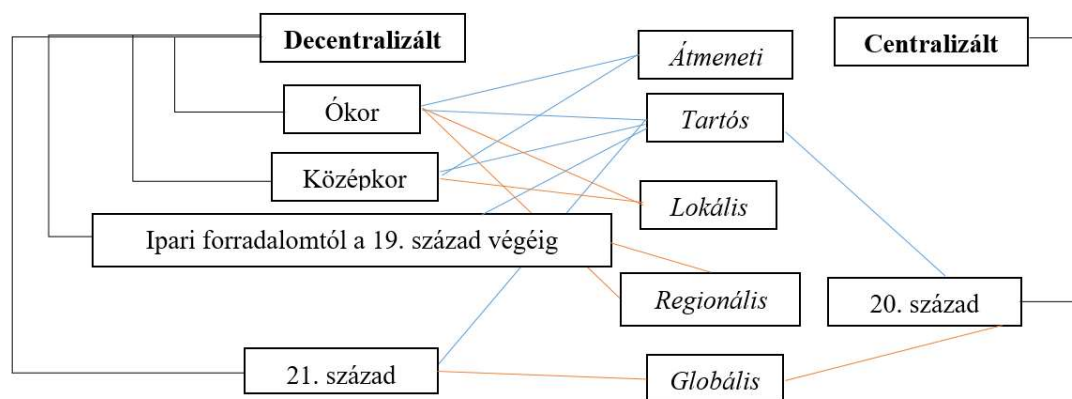 Decentralizált
Centralizált
Átmeneti
Ókor
Tartós
Középkor
Lokális
Ipari forradalomtól a 19. század végéig
Regionális
20. század
21. század
Globális